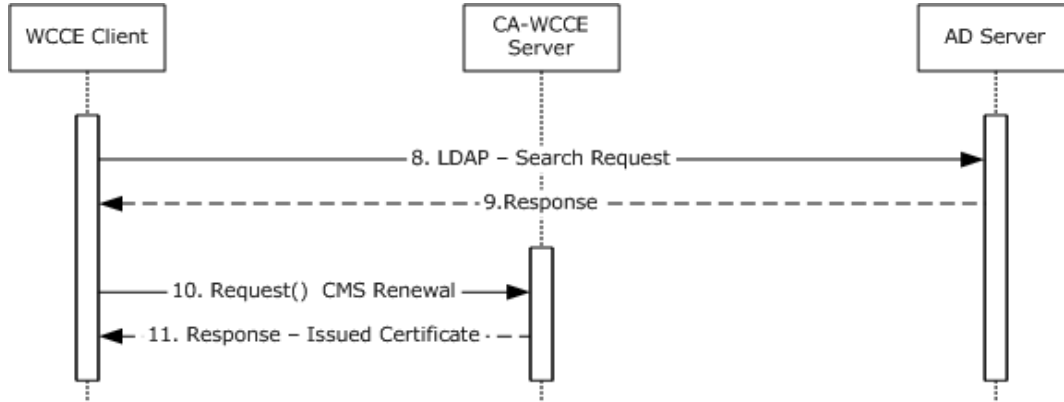 WCCE Client
CA-WCCE
Server
AD Server
8. LDAP – Search Request
9.Response
10. Request()  CMS Renewal
11. Response – Issued Certificate